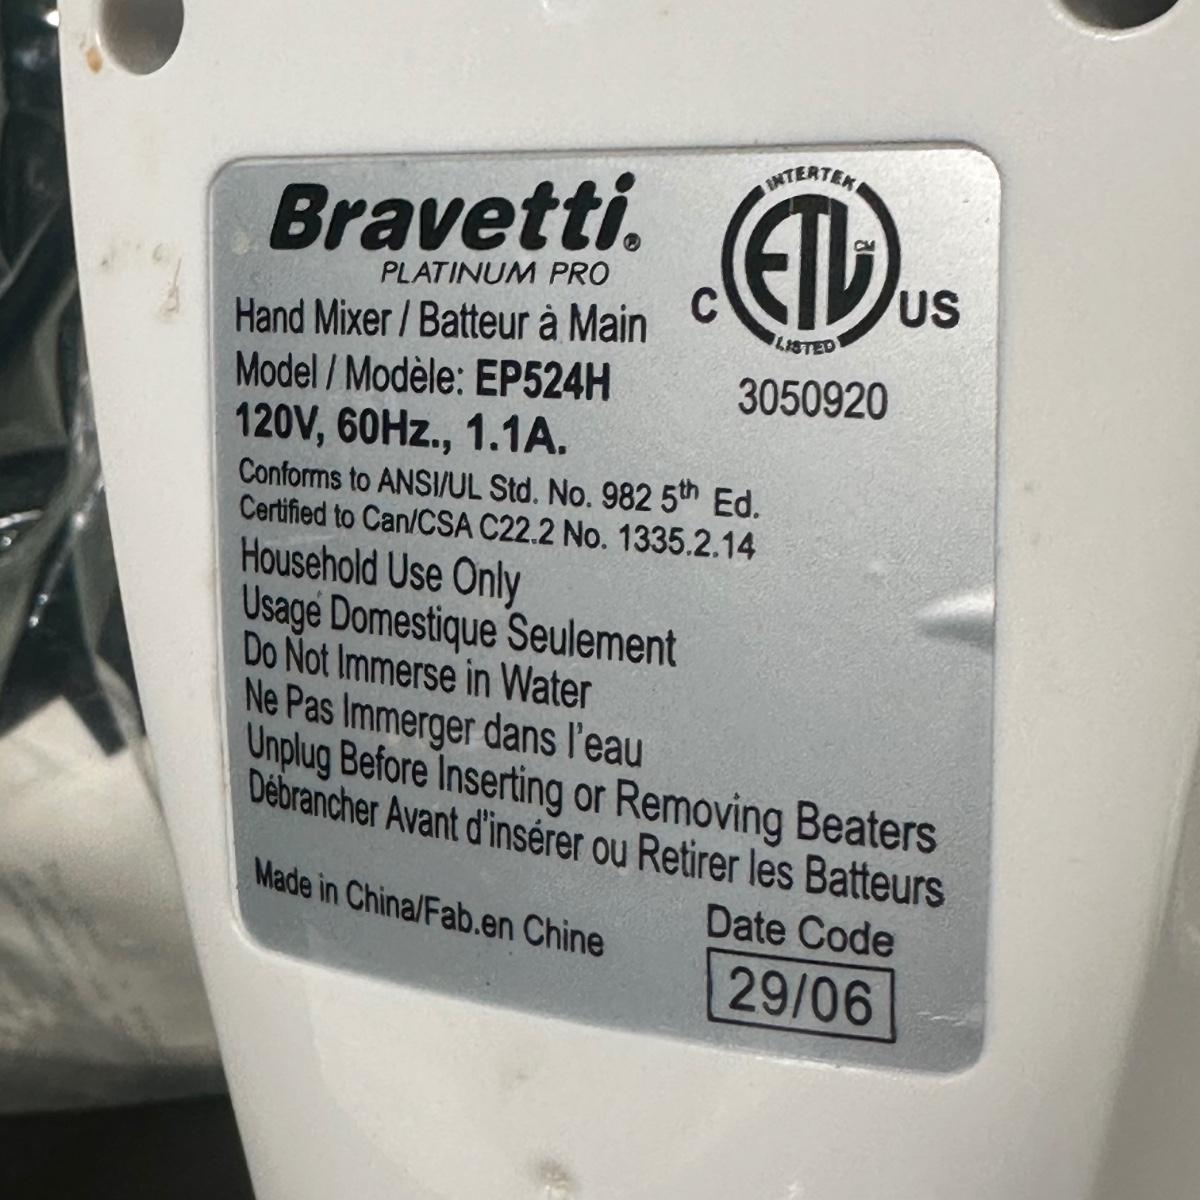 Bravetti®
PLATINUM PRO
Hand Mixer / Batteur à Main
Model / Modèle: EP524H
120V, 60Hz., 1.1A.
INTERTEK
ETL CM
LISTED
C US
3050920
Conforms to ANSI/UL Std. No. 982 5th Ed.
Certified to Can/CSA C22.2 No. 1335.2.14
Household Use Only
Usage Domestique Seulement
Do Not Immerse in Water
Ne Pas Immerger dans l'eau
Unplug Before Inserting or Removing Beaters
Débrancher Avant d'insérer ou Retirer les Batteurs
Made in China/Fab.en Chine
Date Code
29/06